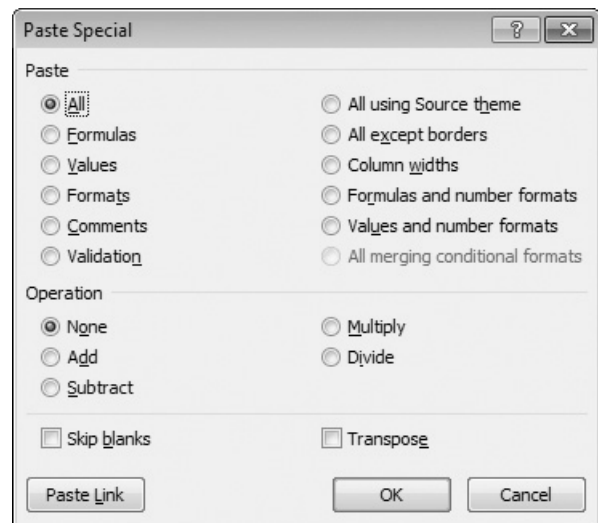 Paste Special
?
Paste
All
All using Source theme
Formulas
All except borders
Values
Column widths
Formats
Formulas and number formats
Comments
Values and number formats
Validation
All merging conditional formats
Operation
None
Multiply
Add
Divide
Subtract
Skip blanks
Transpose
Paste Link
OK
Cancel